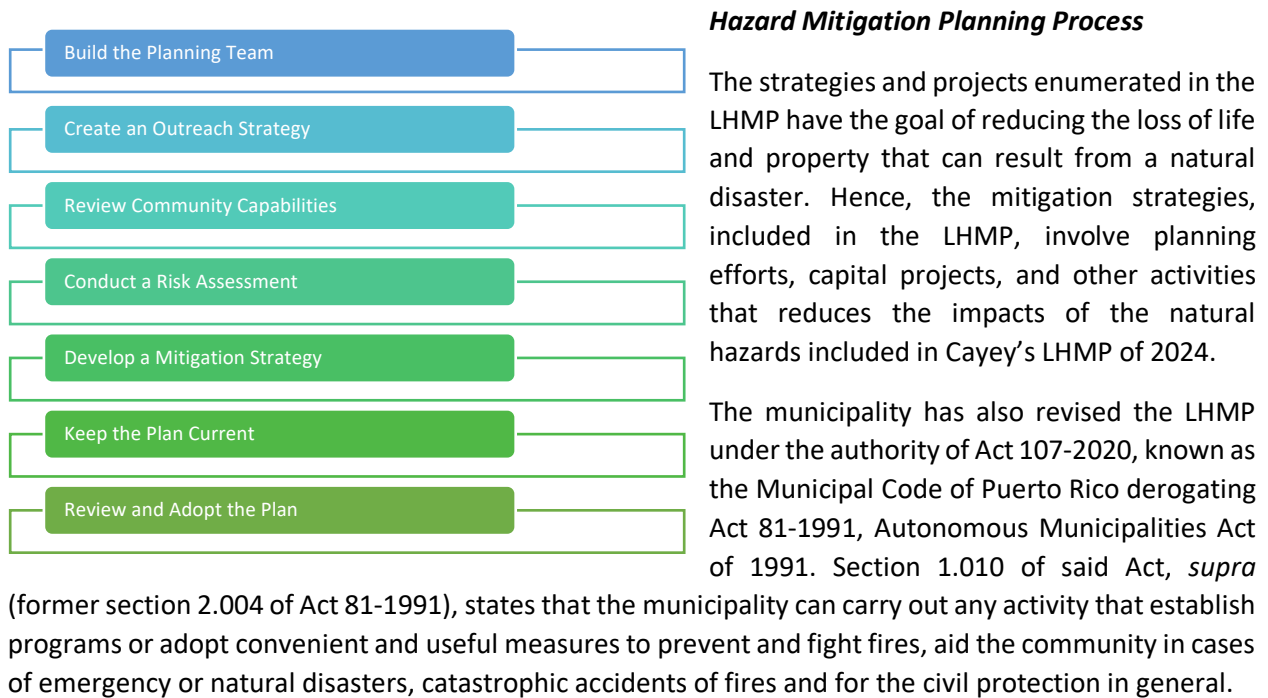 Build the Planning Team
Create an Outreach Strategy
Review Community Capabilities
Conduct a Risk Assessment
Develop a Mitigation Strategy
Keep the Plan Current
Review and Adopt the Plan
Hazard Mitigation Planning Process
The strategies and projects enumerated in the
LHMP have the goal of reducing the loss of life
and property that can result from a natural
disaster. Hence, the mitigation strategies,
included in the LHMP, involve planning
efforts, capital projects, and other activities
that reduces the impacts of the natural
hazards included in Cayey’s LHMP of 2024.
The municipality has also revised the LHMP
under the authority of Act 107-2020, known as
the Municipal Code of Puerto Rico derogating
Act 81-1991, Autonomous Municipalities Act
of 1991. Section 1.010 of said Act, supra
(former section 2.004 of Act 81-1991), states that the municipality can carry out any activity that establish
programs or adopt convenient and useful measures to prevent and fight fires, aid the community in cases
of emergency or natural disasters, catastrophic accidents of fires and for the civil protection in general.